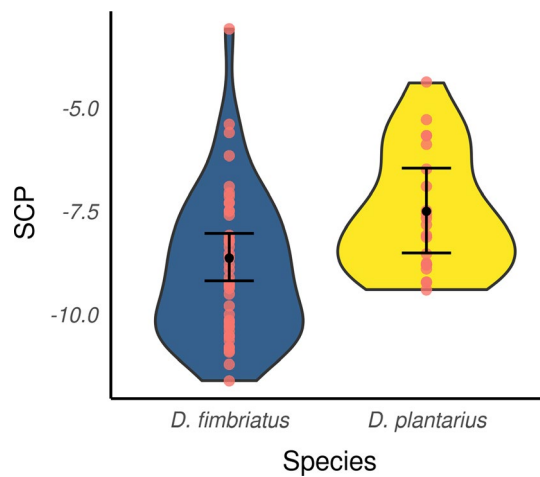 SCP
-5.0
-7.5
-10.0
D. fimbriatus
D. plantarius
Species